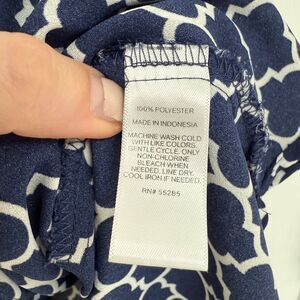 100% POLYESTER
MADE IN INDONESIA
MACHINE WASH COLD
WITH LIKE COLORS.
GENTLE CYCLE. ONLY
NON-CHLORINE
BLEACH WHEN
NEEDED. LINE DRY.
COOL IRON IF NEEDED.
RN# 55285